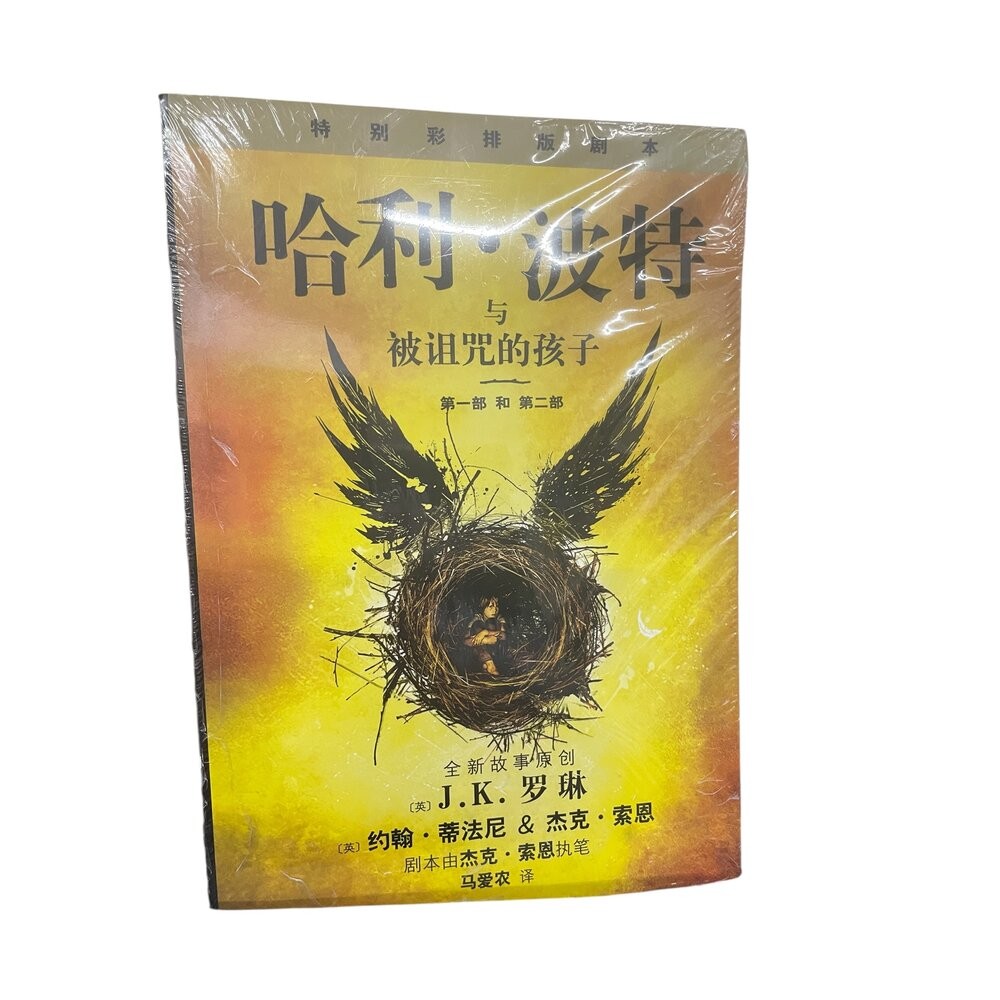 特别彩排版剧本
哈利·波特
与
被诅咒的孩子
第一部 和 第二部
全新故事原创
〔英〕J.K.罗琳
〔英〕约翰·蒂法尼 & 杰克·索恩
剧本由杰克·索恩执笔
马爱农 译